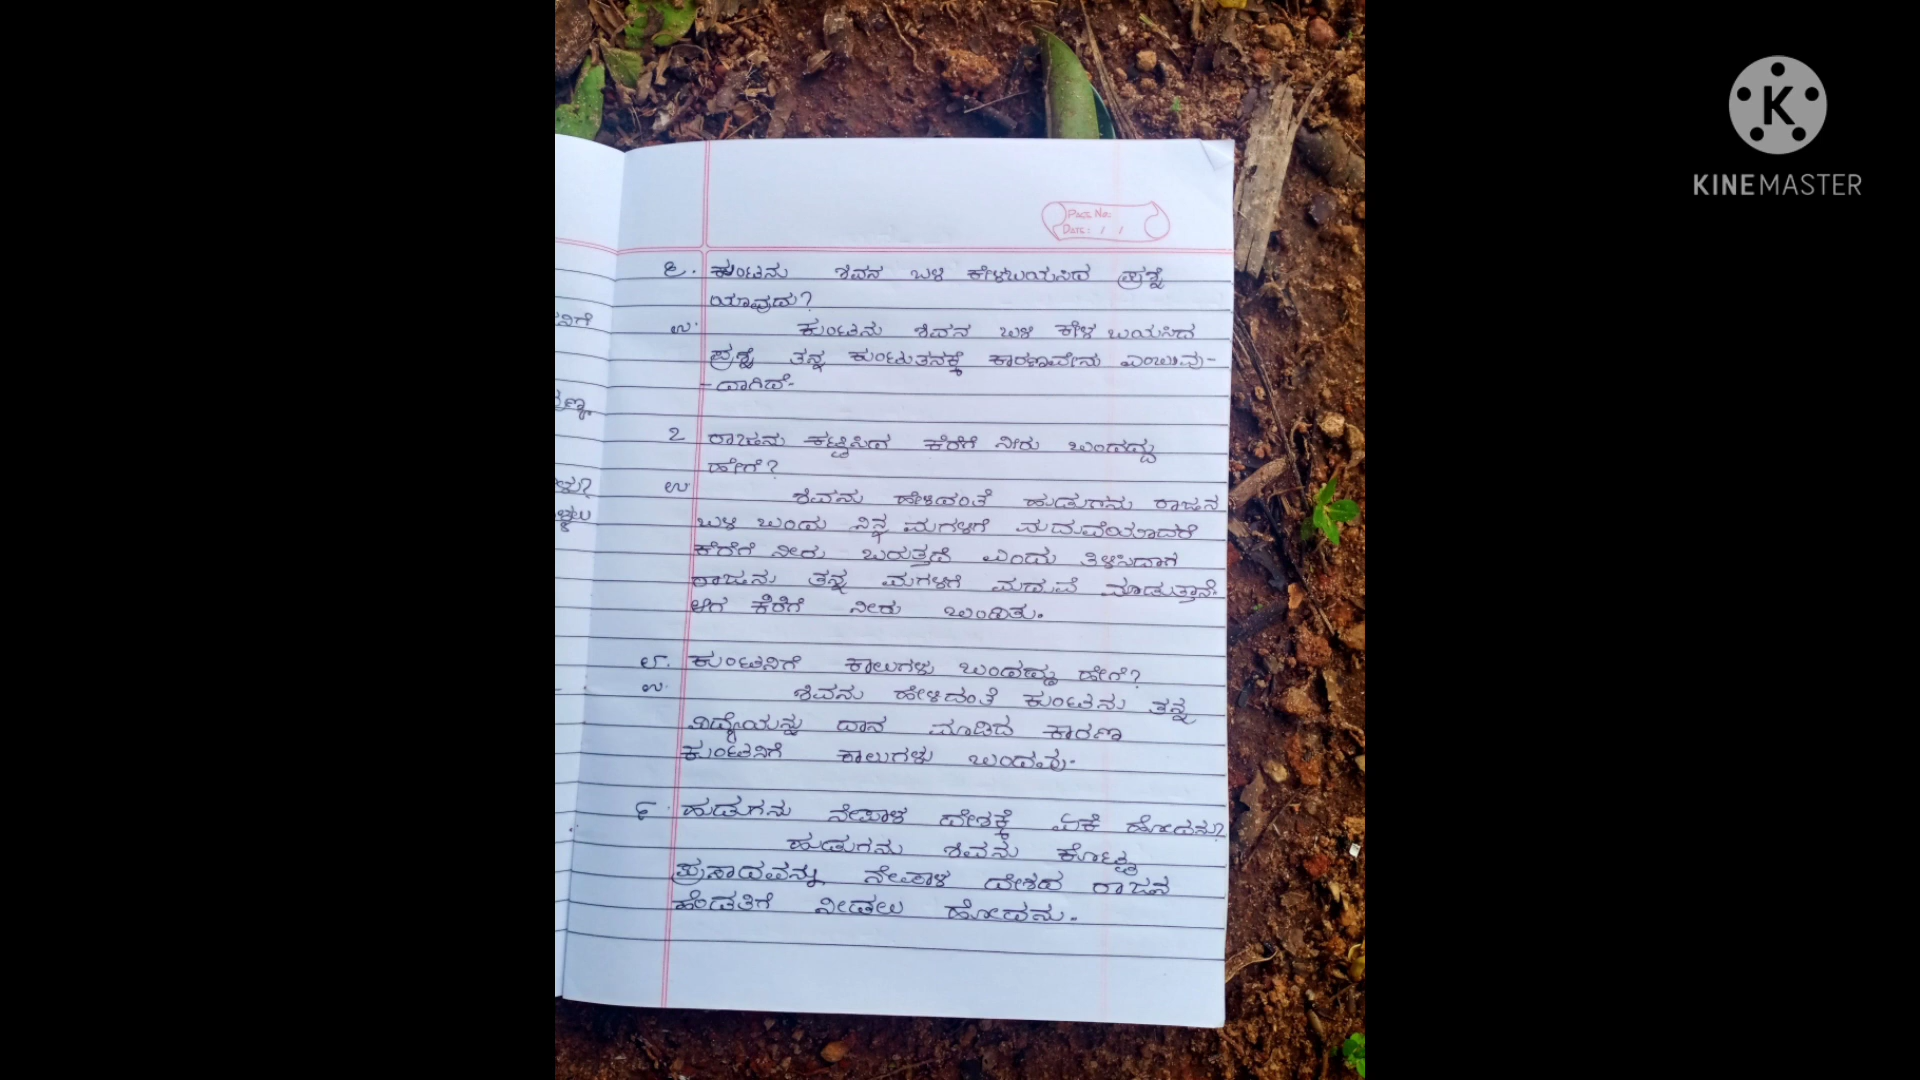 KINEMASTER
Page No:
Date: / /
೭. ಕುಂಟನು ಶಿವನ ಬಳಿ ಕೇಳಬಯಸಿದ ಪ್ರಶ್ನೆ
ಯಾವುದು?
ಉ: ಕುಂಟನು ಶಿವನ ಬಳಿ ಕೇಳ ಬಯಸಿದ
ಪ್ರಶ್ನೆ ತನ್ನ ಕುಂಟುತನಕ್ಕೆ ಕಾರಣವೇನು ಎಂಬುವು-
-ದಾಗಿದೆ.
೨ ರಾಜನು ಕಟ್ಟಿಸಿದ ಕೆರೆಗೆ ನೀರು ಬಂದದ್ದು
ಹೇಗೆ?
ಉ ಶಿವನು ಹೇಳಿದಂತೆ ಹುಡುಗನು ರಾಜನ
ಬಳಿ ಬಂದು ನಿನ್ನ ಮಗಳಿಗೆ ಮದುವೆಯಾದರೆ
ಕೆರೆಗೆ ನೀರು ಬರುತ್ತದೆ ಎಂದು ತಿಳಿಸಿದಾಗ
ರಾಜನು ತನ್ನ ಮಗಳಿಗೆ ಮದುವೆ ಮಾಡುತ್ತಾನೆ.
ಆಗ ಕೆರೆಗೆ ನೀರು ಬಂದಿತು.
ಕುಂಟನಿಗೆ ಕಾಲುಗಳು ಬಂದದ್ದು ಹೇಗೆ?
ಉ: ಶಿವನು ಹೇಳಿದಂತೆ ಕುಂಟನು ತನ್ನ
ವಿದ್ಯೆಯನ್ನು ದಾನ ಮಾಡಿದ ಕಾರಣ
ಕುಂಟನಿಗೆ ಕಾಲುಗಳು ಬಂದವು.
ಹುಡುಗನು ನೇಪಾಳ ದೇಶಕ್ಕೆ ಏಕೆ ಹೋದನು?
ಹುಡುಗನು ಶಿವನು ಕೊಟ್ಟ
ಪ್ರಸಾದವನ್ನು ನೇಪಾಳ ದೇಶದ ರಾಜನ
ಹೆಂಡತಿಗೆ ನೀಡಲು ಹೋದನು.